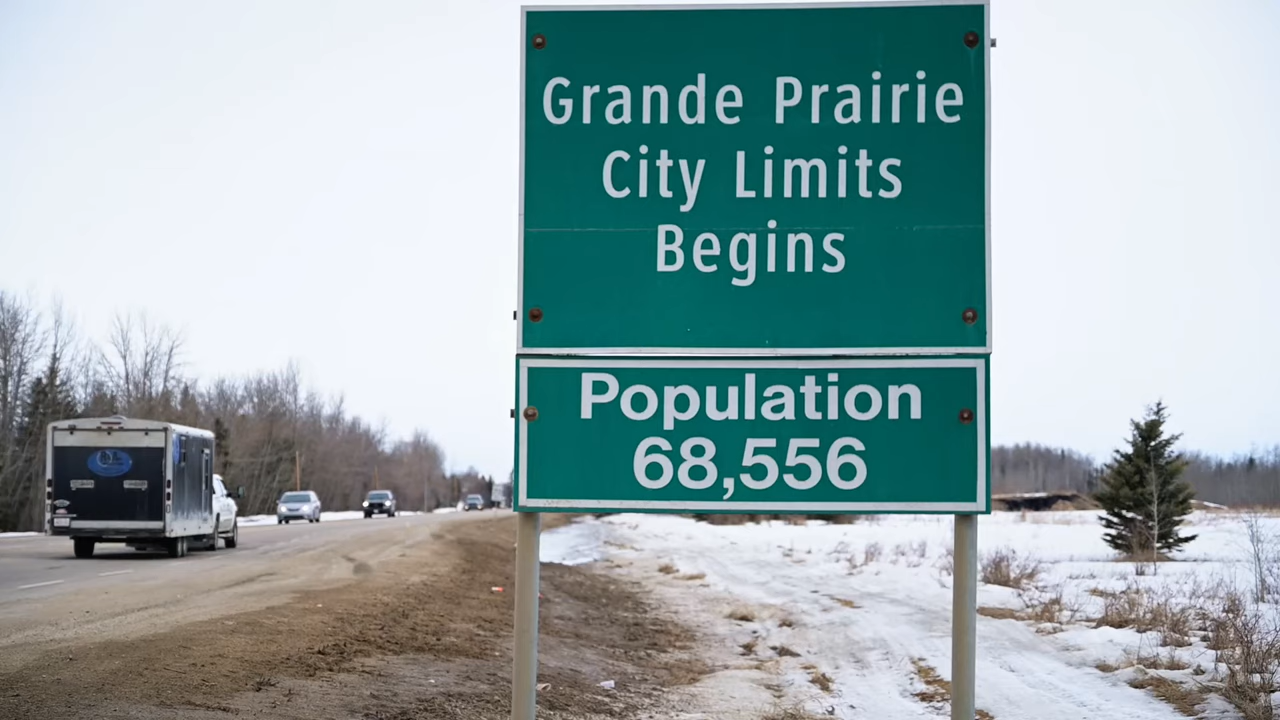 Grande Prairie
City Limits
Begins
Population
68,556